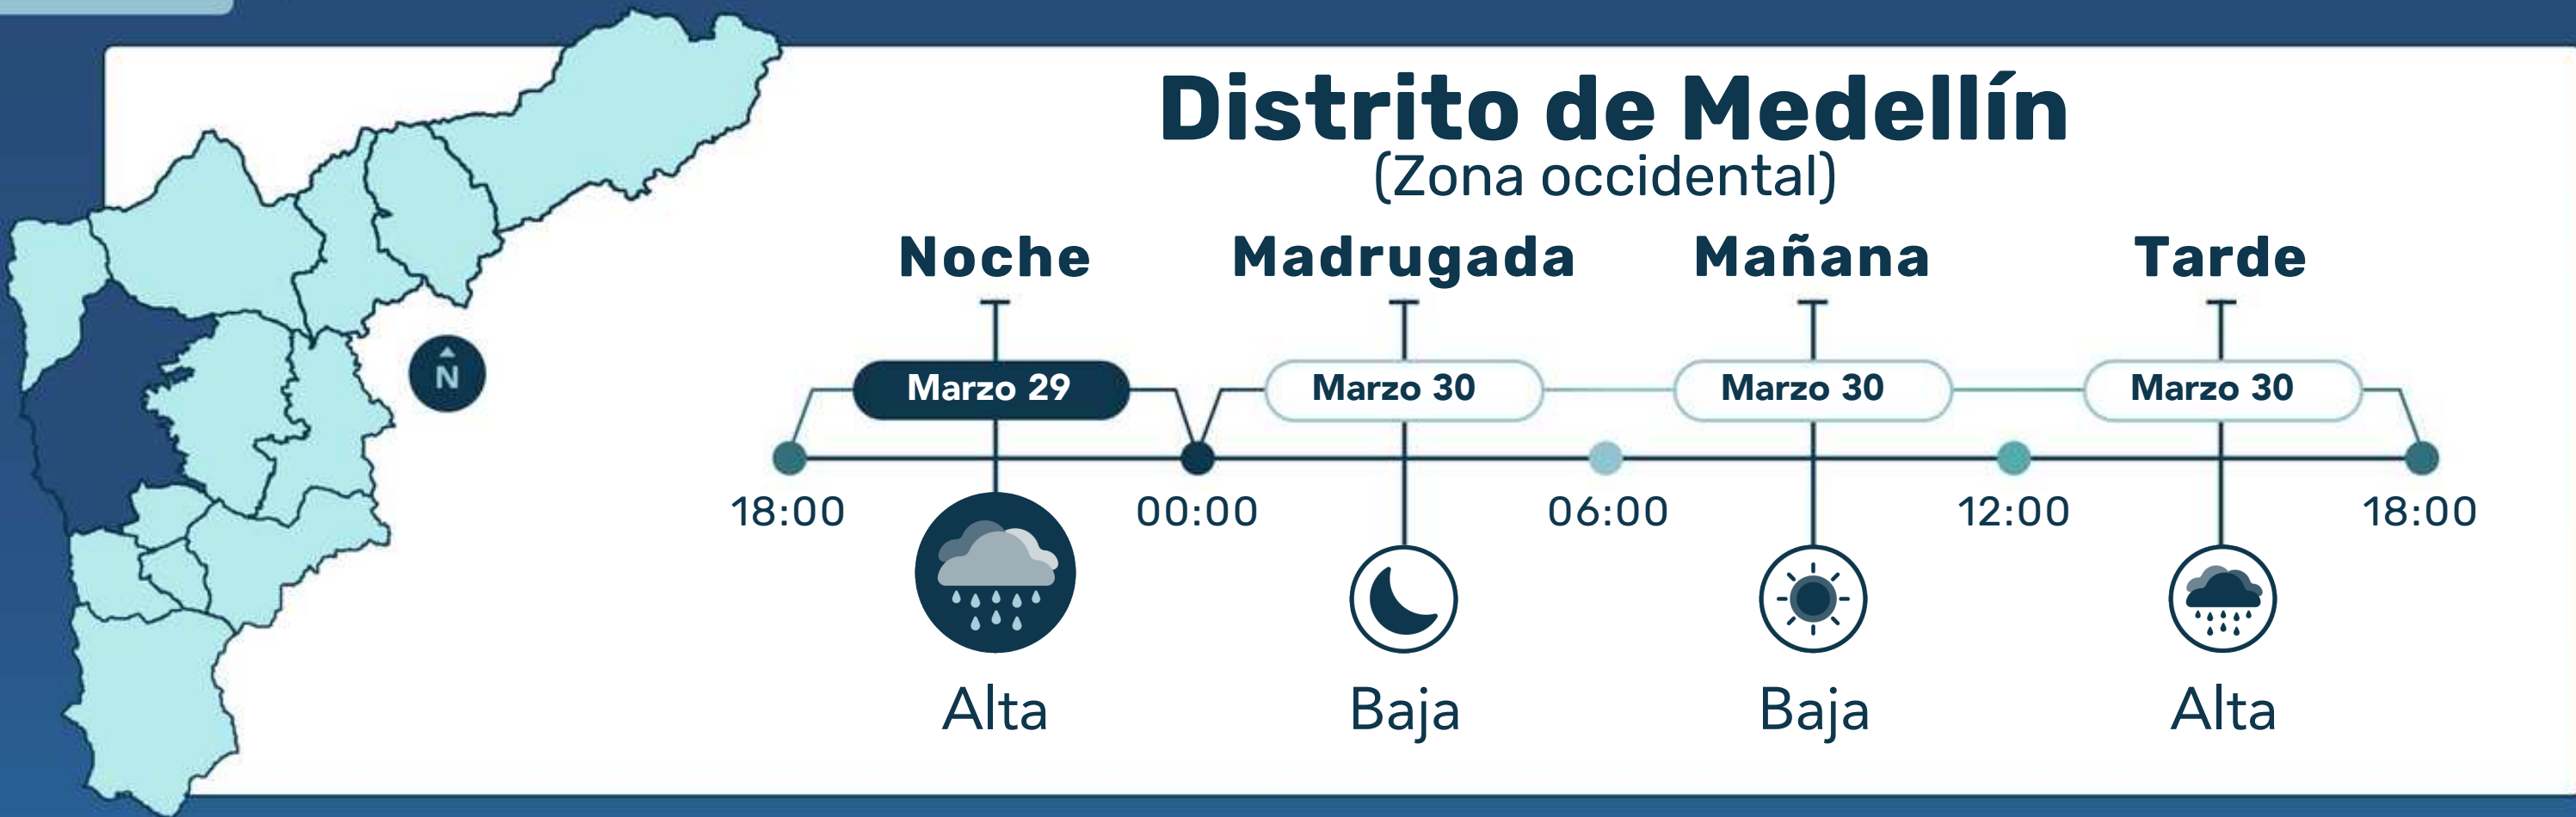 Distrito de Medellín
(Zona occidental)
Noche Madrugada Mañana Tarde
Marzo 29 Marzo 30 Marzo 30 Marzo 30
N
18:00 00:00 06:00 12:00 18:00
Alta Baja Baja Alta